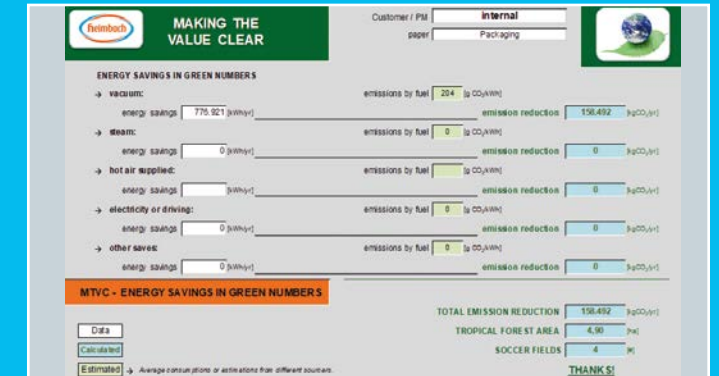 heimbach
MAKING THE
VALUE CLEAR
Customer / PM internal
paper Packaging
ENERGY SAVINGS IN GREEN NUMBERS
→ vacuum: emissions by fuel 204 [g CO₂/kWh]
energy savings 776.921 [kWh/yr] emission reduction 158.492 [kgCO₂/yr]
→ steam: emissions by fuel 0 [g CO₂/kWh]
energy savings 0 [kWh/yr] emission reduction 0 [kgCO₂/yr]
→ hot air supplied: emissions by fuel [g CO₂/kWh]
energy savings [kWh/yr] emission reduction 0 [kgCO₂/yr]
→ electricity or driving: emissions by fuel 0 [g CO₂/kWh]
energy savings 0 [kWh/yr] emission reduction 0 [kgCO₂/yr]
→ other saves: emissions by fuel 0 [g CO₂/kWh]
energy savings 0 [kWh/yr] emission reduction 0 [kgCO₂/yr]
MTVC - ENERGY SAVINGS IN GREEN NUMBERS
TOTAL EMISSION REDUCTION 158.492 [kgCO₂/yr]
Data TROPICAL FOREST AREA 4,90 [ha]
Calculated SOCCER FIELDS 4 [#]
Estimated → Average consumptions or estimations from different sources. THANKS!